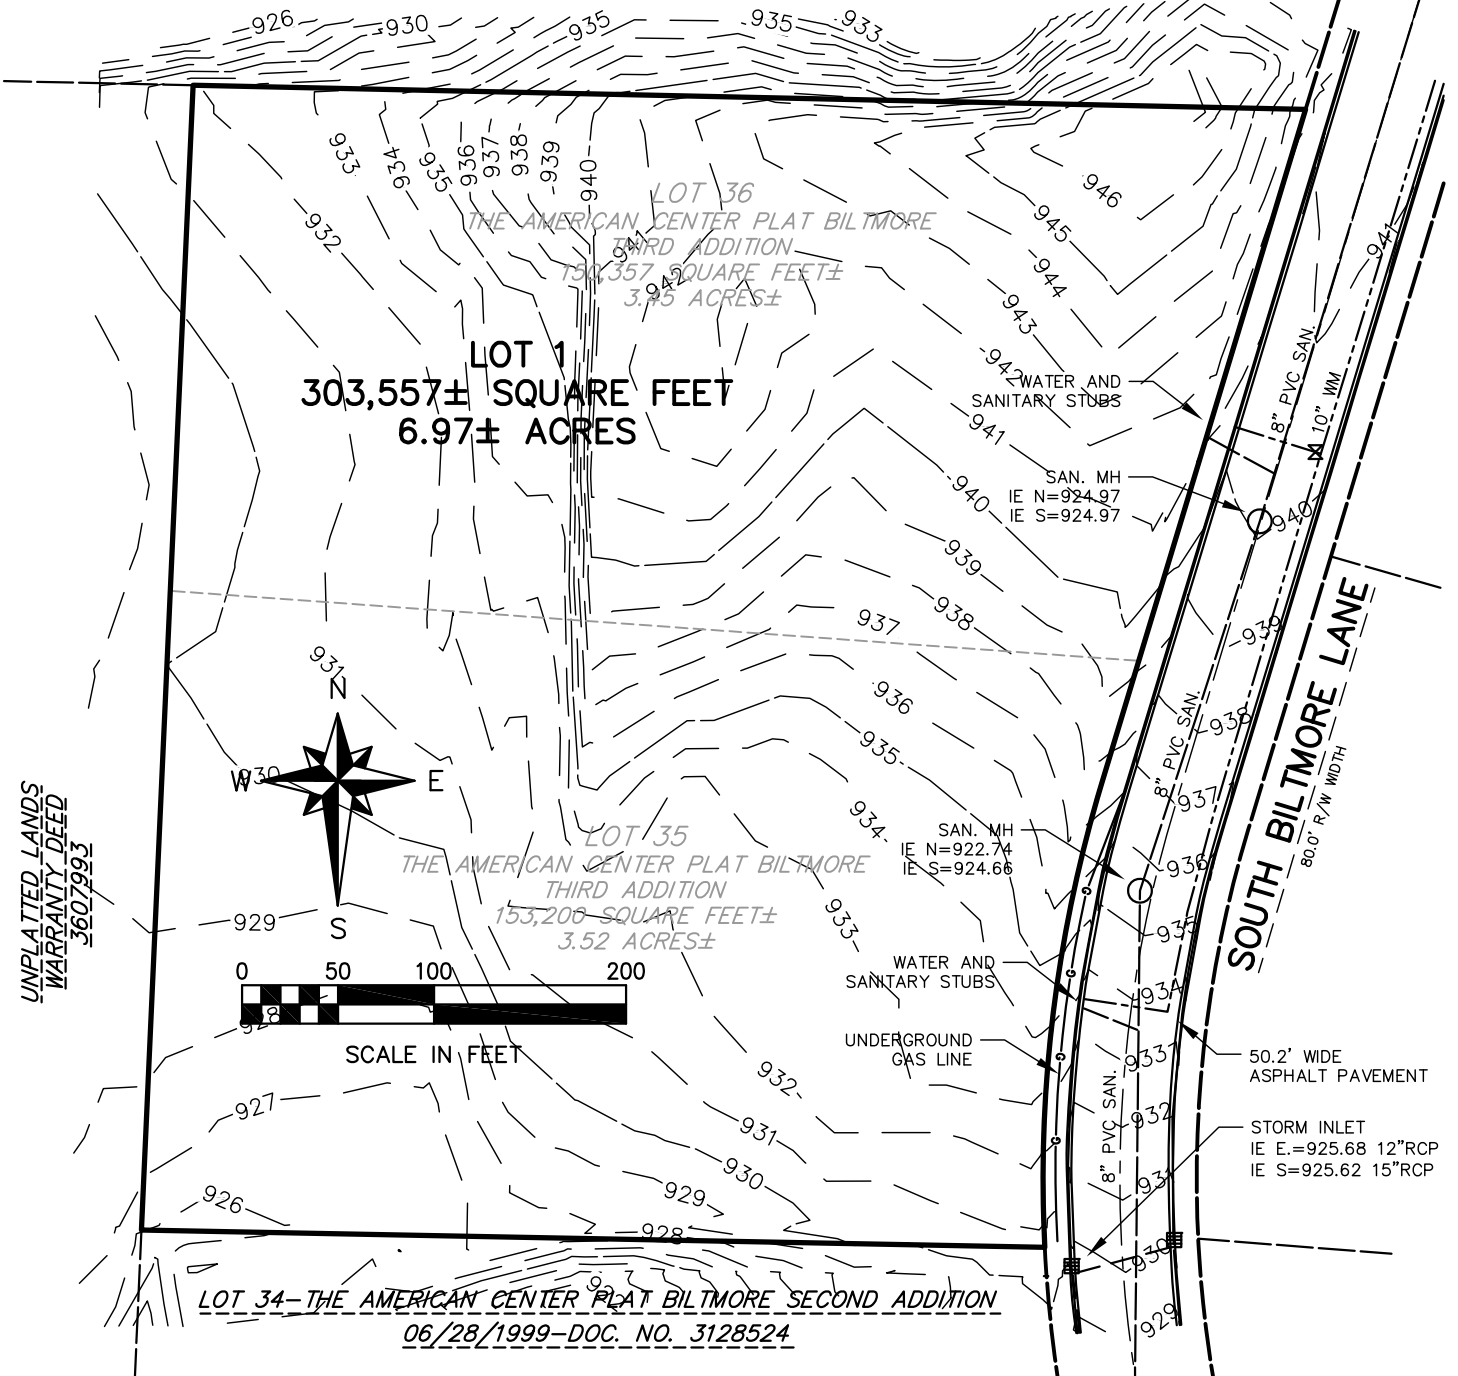 926
930
935
935
933
933
934
935
936
937
938
939
940
946
945
944
943
942
941
932
941
942
941
940
LOT 36
THE AMERICAN CENTER PLAT BILTMORE
THIRD ADDITION
150,357 SQUARE FEET±
3.45 ACRES±
LOT 1
303,557± SQUARE FEET
6.97± ACRES
WATER AND
SANITARY STUBS
8" PVC SAN.
10" WM
SAN. MH
IE N=924.97
IE S=924.97
940
939
938
937
939
938
937
936
935
934
933
936
935
934
933
932
931
930
929
SOUTH BILTMORE LANE
80.0' R/W WIDTH
8" PVC SAN.
931
N
W
E
S
930
929
928
927
926
UNPLATTED LANDS
WARRANTY DEED
3607993
LOT 35
THE AMERICAN CENTER PLAT BILTMORE
THIRD ADDITION
153,200 SQUARE FEET±
3.52 ACRES±
0 50 100 200
SCALE IN FEET
SAN. MH
IE N=922.74
IE S=924.66
WATER AND
SANITARY STUBS
UNDERGROUND
GAS LINE
G
G
G
G
8" PVC SAN.
50.2' WIDE
ASPHALT PAVEMENT
STORM INLET
IE E.=925.68 12"RCP
IE S=925.62 15"RCP
932
931
930
929
928
LOT 34-THE AMERICAN CENTER PLAT BILTMORE SECOND ADDITION
06/28/1999-DOC. NO. 3128524